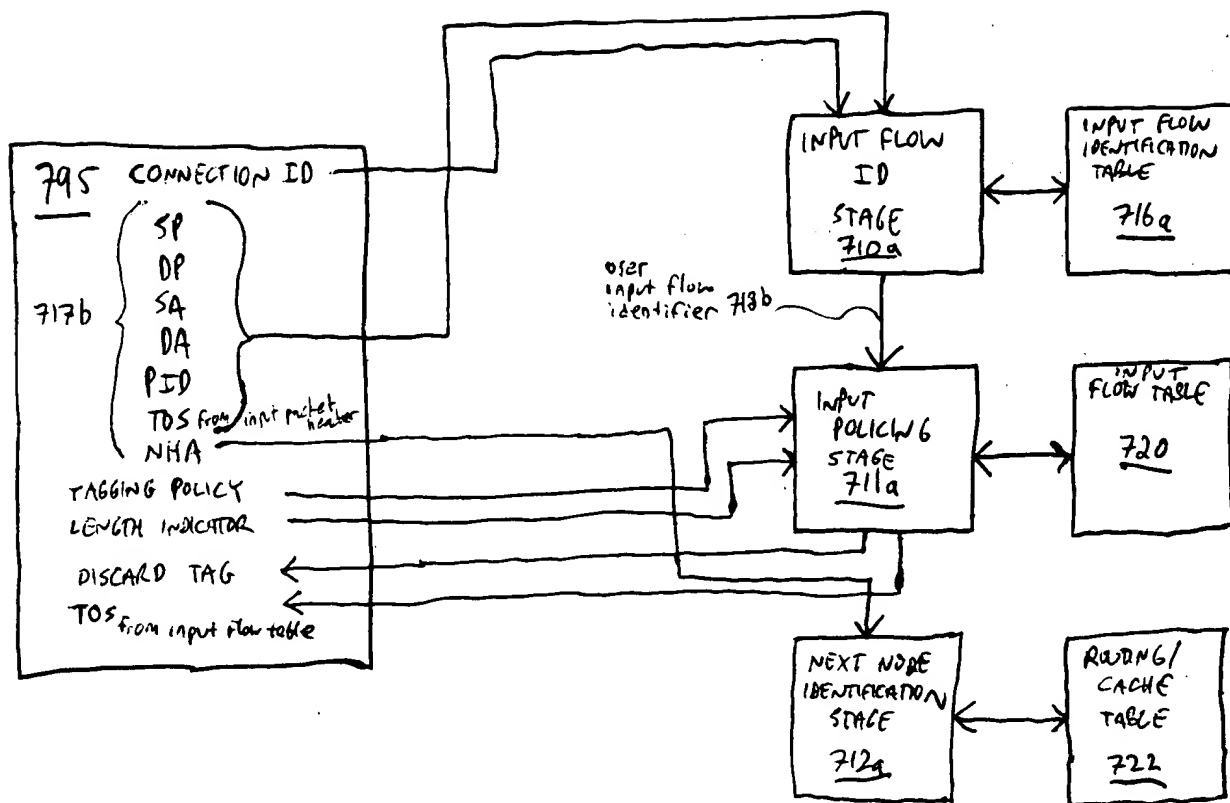 795 CONNECTION ID
717b
SP
DP
SA
DA
PID
TOS from input packet header
NHA
TAGGING POLICY
LENGTH INDICATOR
DISCARD TAG
TOS from input flow table
INPUT FLOW
ID
STAGE
710a
INPUT FLOW
IDENTIFICATION
TABLE
716a
user
input flow
identifier 718b
INPUT
POLICING
STAGE
711a
INPUT
FLOW TABLE
720
NEXT NODE
IDENTIFICATION
STAGE
712a
ROUTING/
CACHE
TABLE
722